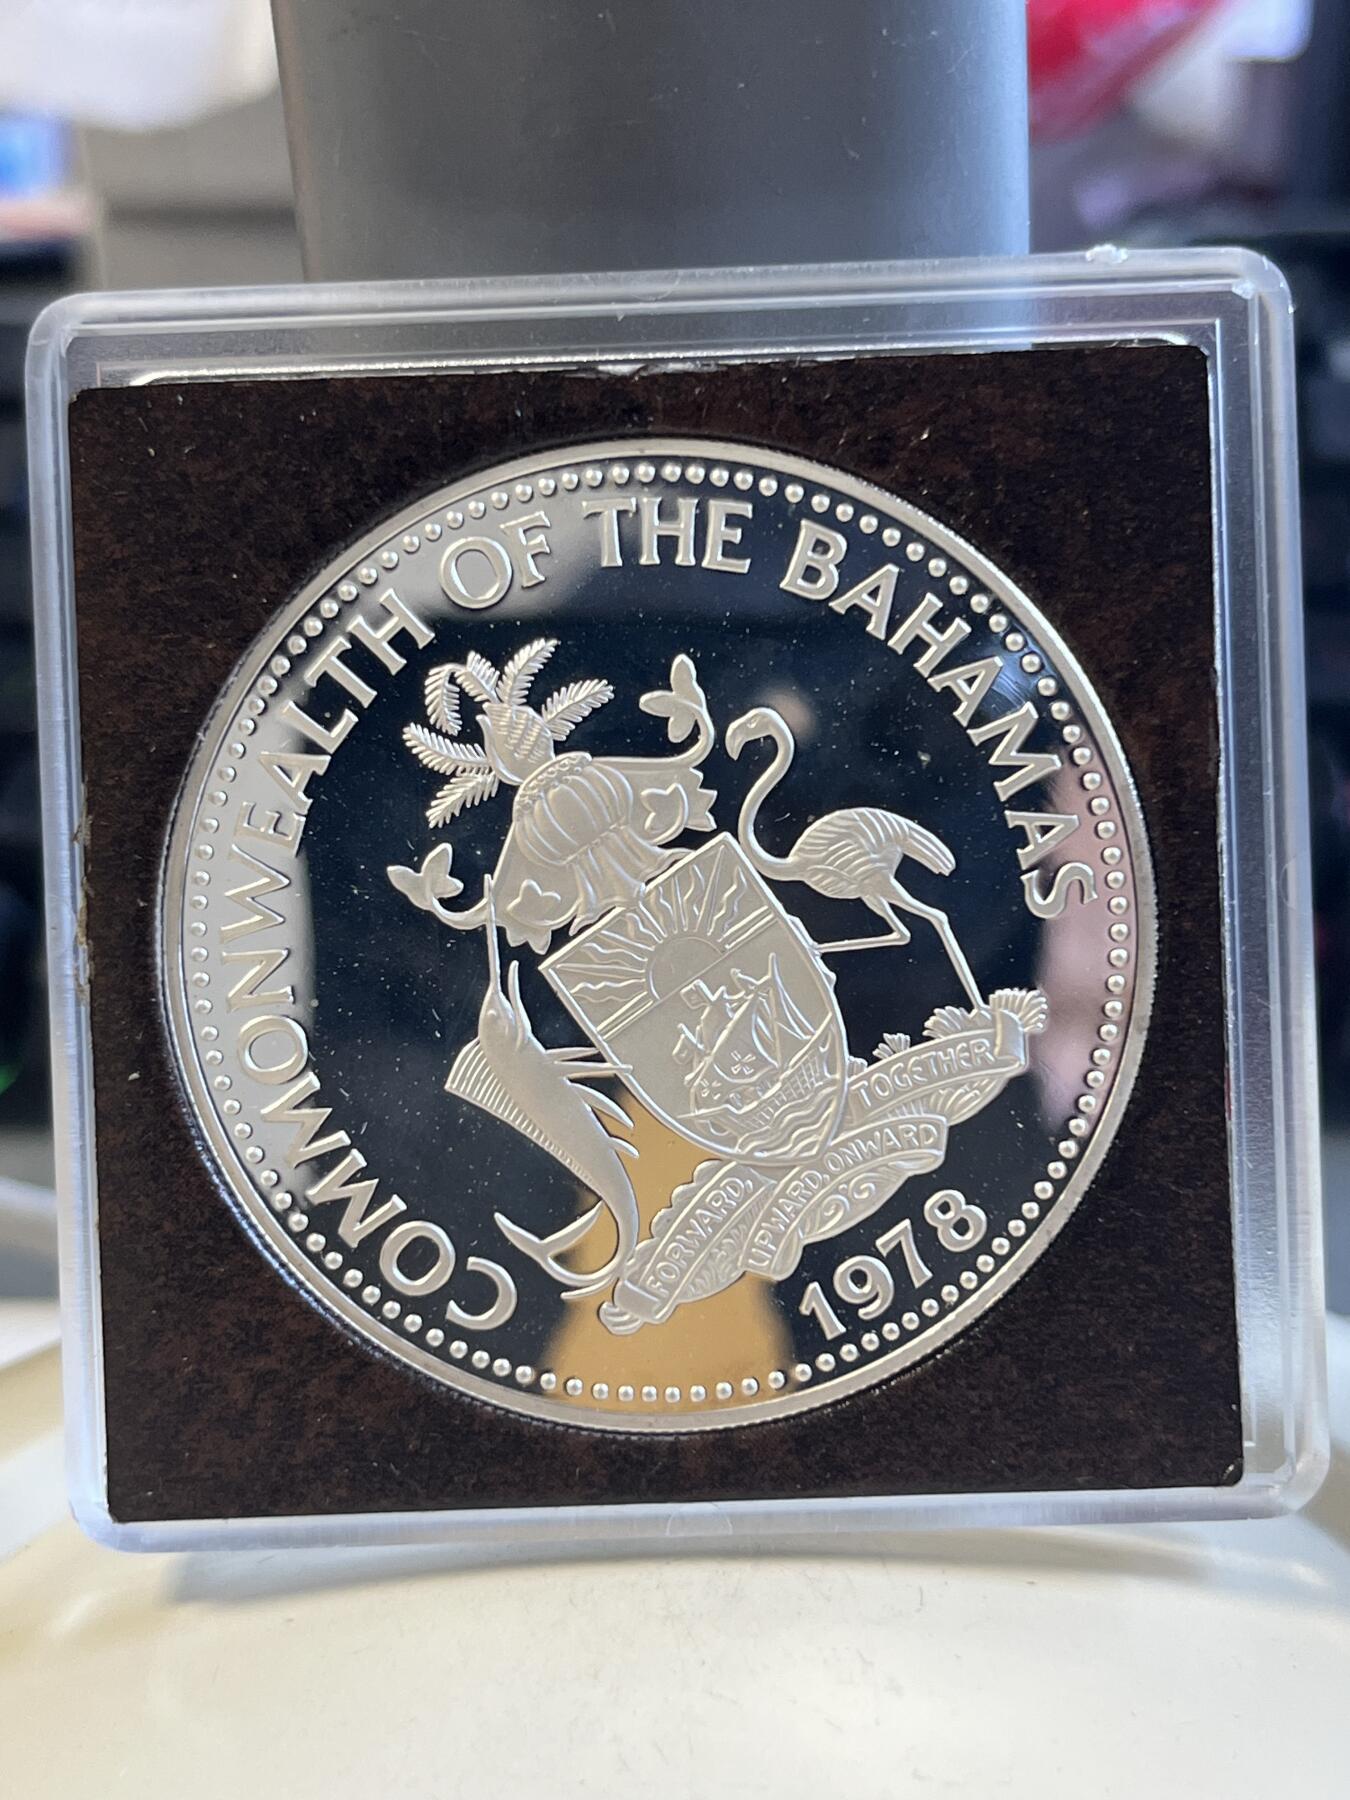 COMMONWEALTH OF THE BAHAMAS
FORWARD, UPWARD, ONWARD TOGETHER
1978